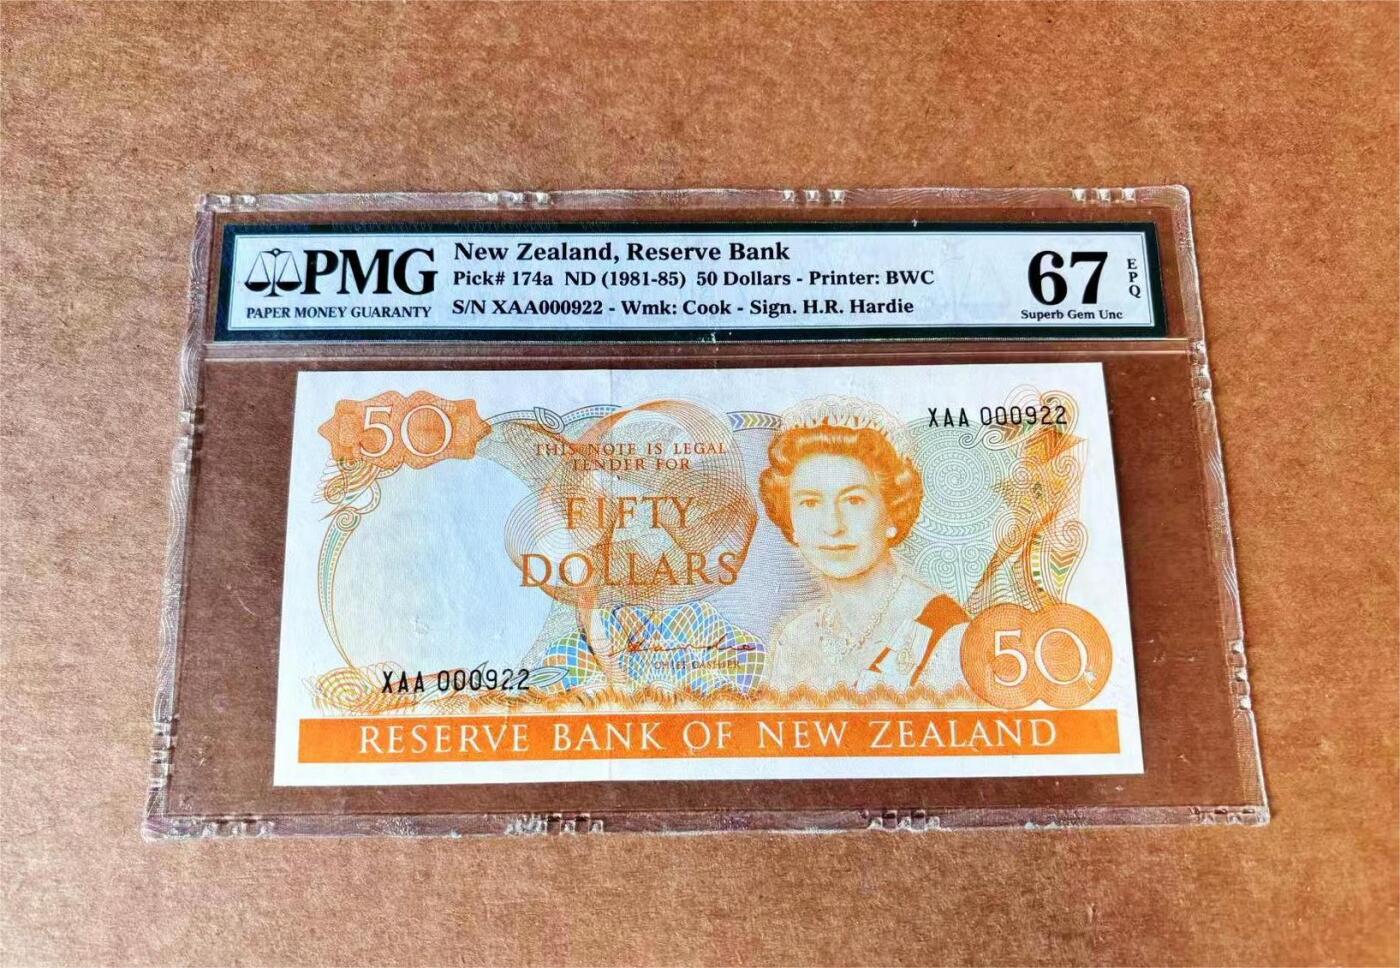 PMG
PAPER MONEY GUARANTY
New Zealand, Reserve Bank
Pick# 174a ND (1981-85) 50 Dollars - Printer: BWC
S/N XAA000922 - Wmk: Cook - Sign. H.R. Hardie
67
EPQ
Superb Gem Unc
50
XAA 000922
THIS NOTE IS LEGAL
TENDER FOR
FIFTY
DOLLARS
CHIEF CASHIER
XAA 000922
50
RESERVE BANK OF NEW ZEALAND